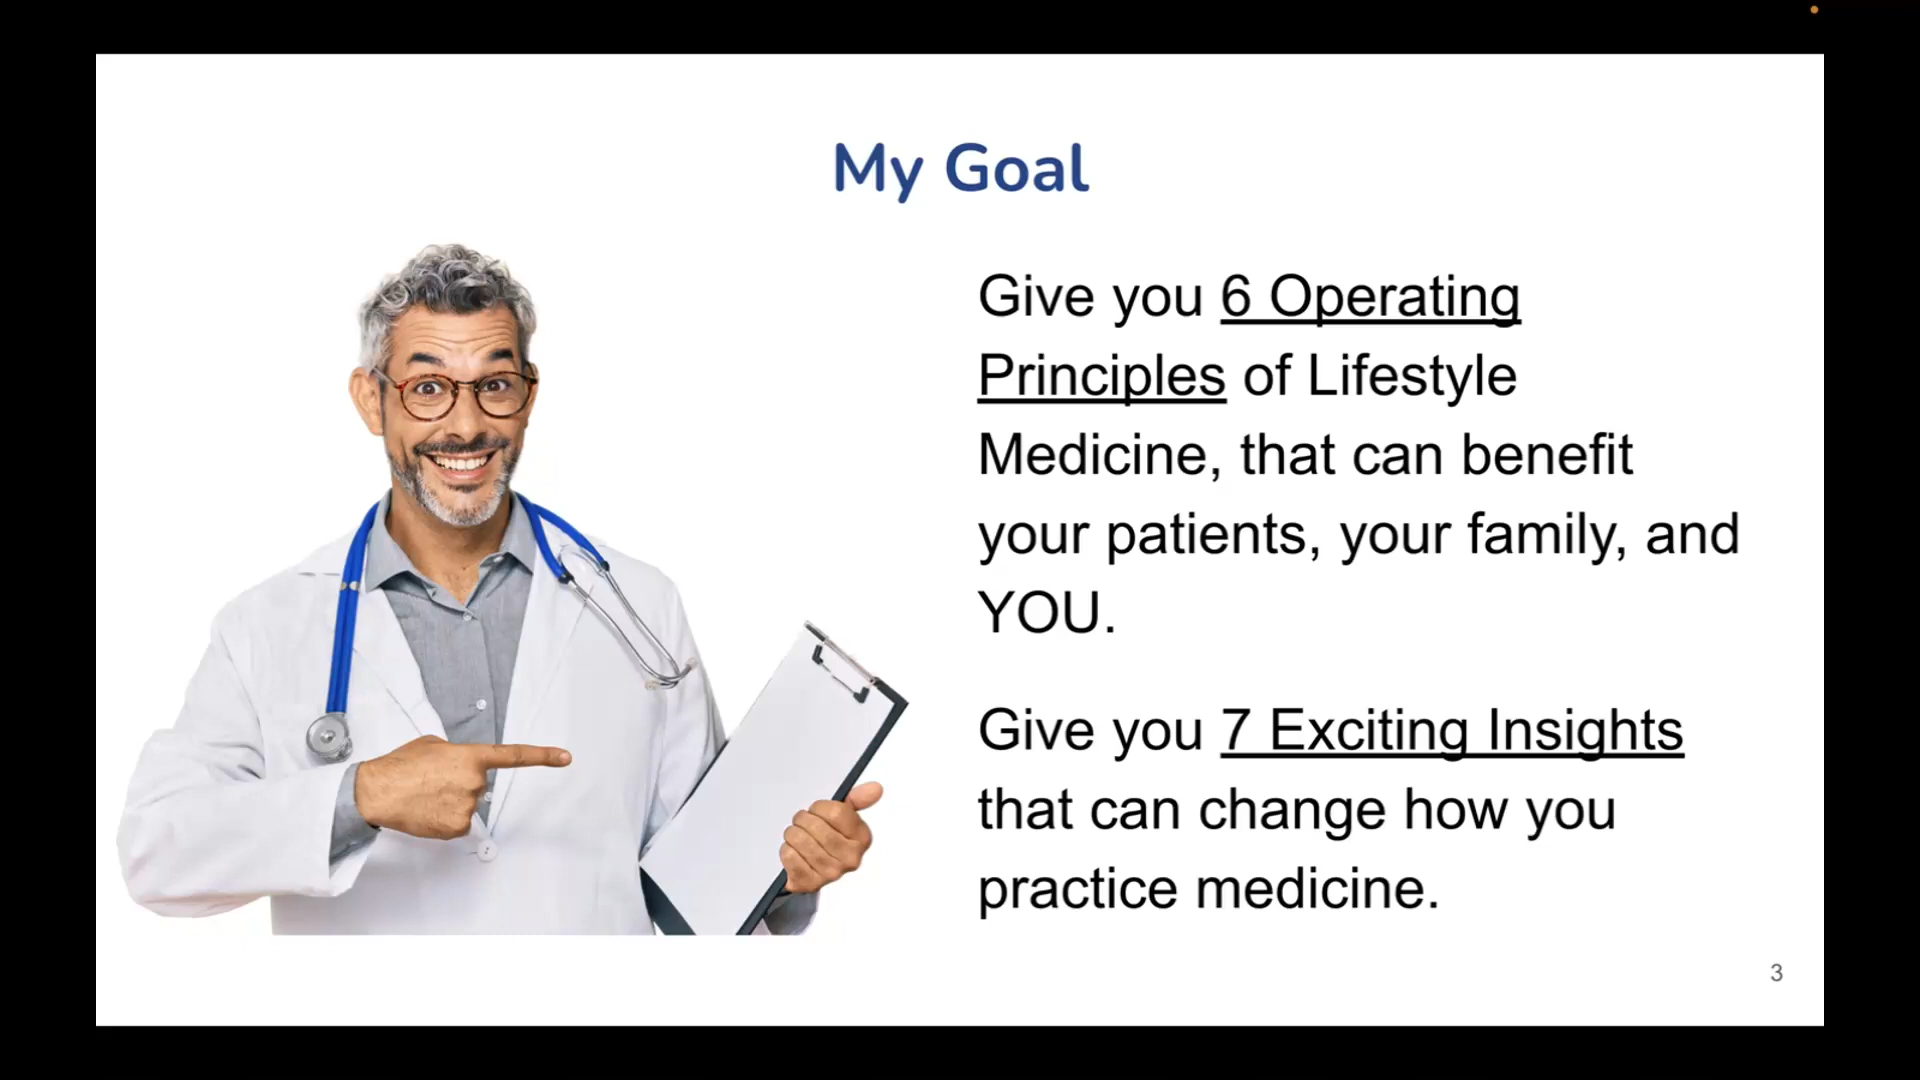 My Goal
Give you 6 Operating
Principles of Lifestyle
Medicine, that can benefit
your patients, your family, and
YOU.
Give you 7 Exciting Insights
that can change how you
practice medicine.
3